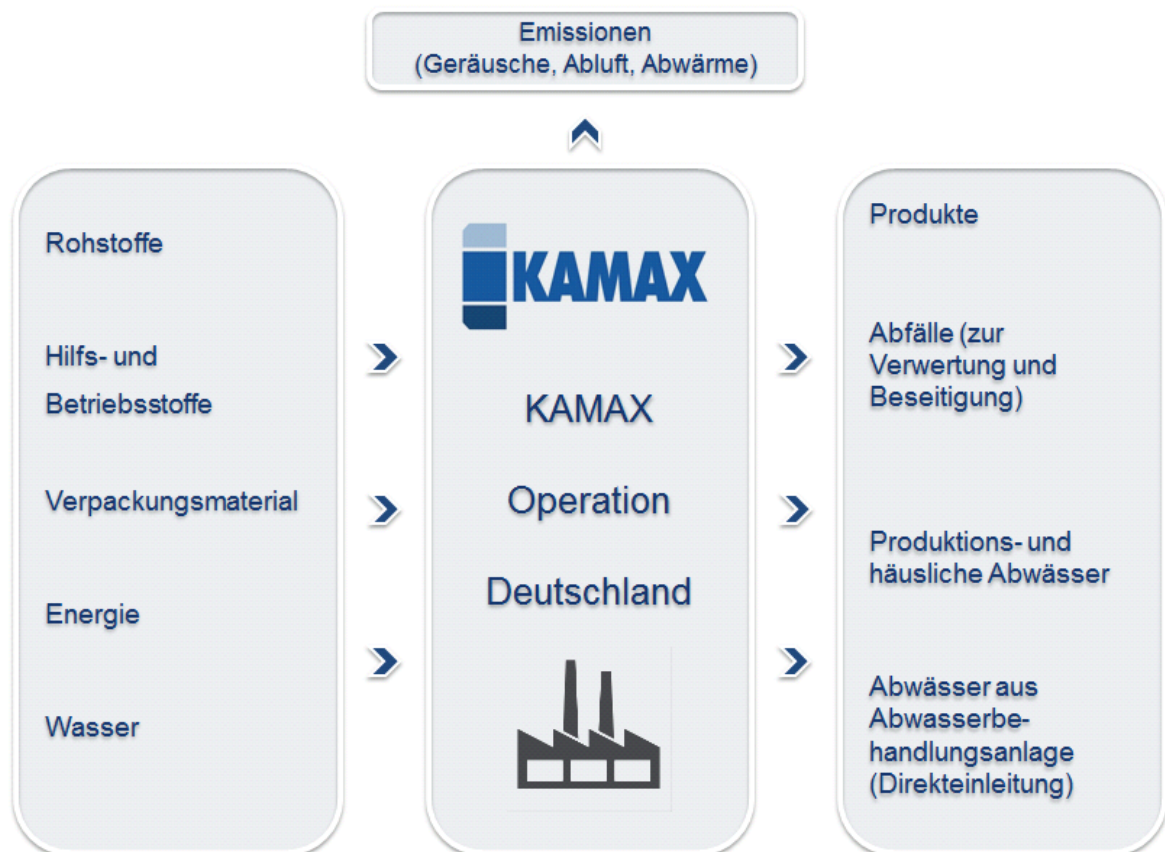 Emissionen
(Geräusche, Abluft, Abwärme)
Rohstoffe
Hilfs- und
Betriebsstoffe
Verpackungsmaterial
Energie
Wasser
KAMAX
KAMAX
Operation
Deutschland
Produkte
Abfälle (zur
Verwertung und
Beseitigung)
Produktions- und
häusliche Abwässer
Abwässer aus
Abwasserbe-
handlungsanlage
(Direkteinleitung)